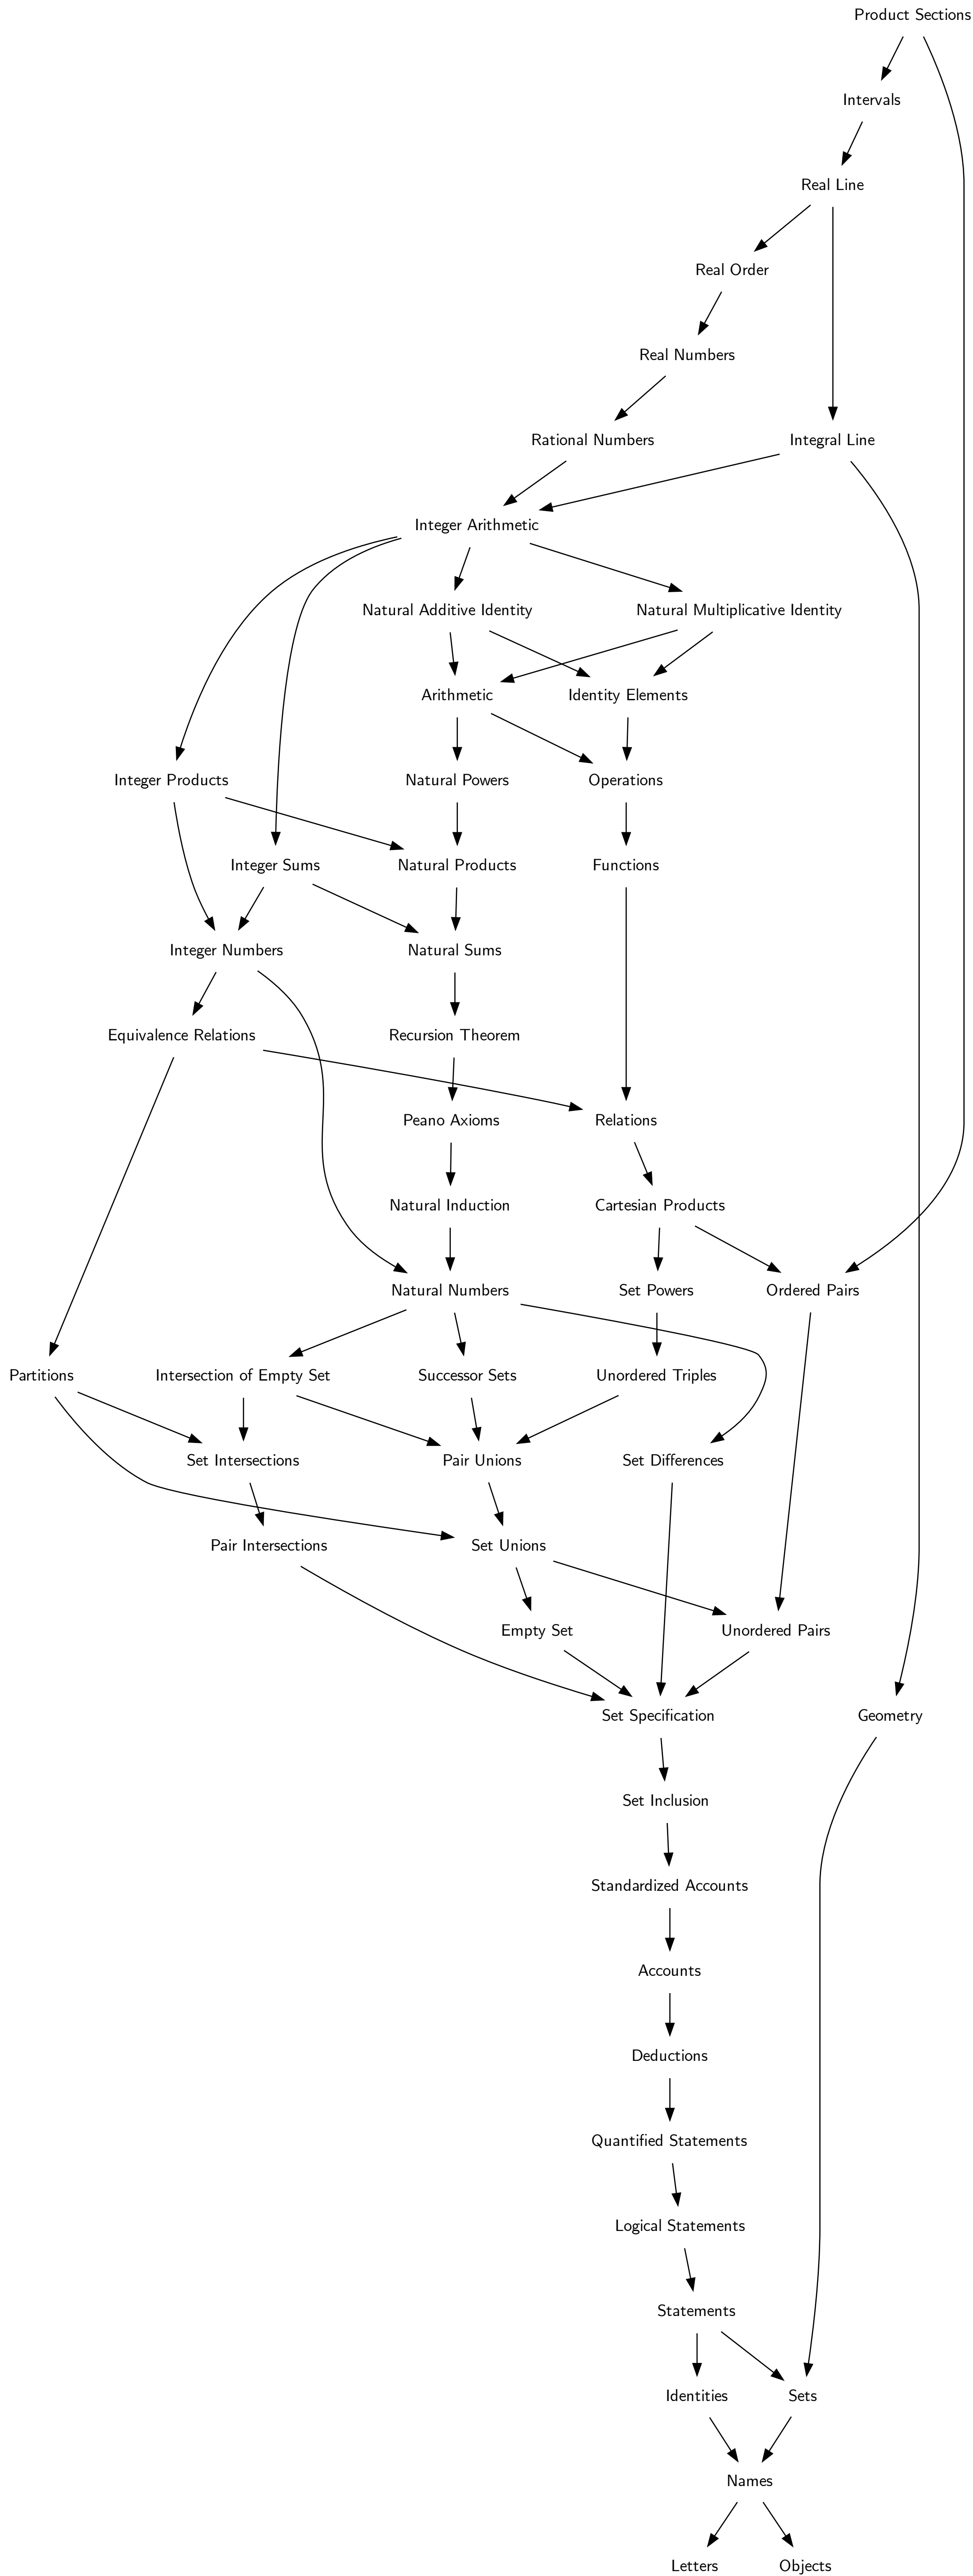 Product Sections
Intervals
Real Line
Real Order
Real Numbers
Rational Numbers
Integral Line
Integer Arithmetic
Natural Additive Identity
Natural Multiplicative Identity
Arithmetic
Identity Elements
Integer Products
Natural Powers
Operations
Integer Sums
Natural Products
Functions
Integer Numbers
Natural Sums
Equivalence Relations
Recursion Theorem
Peano Axioms
Relations
Natural Induction
Cartesian Products
Natural Numbers
Set Powers
Ordered Pairs
Partitions
Intersection of Empty Set
Successor Sets
Unordered Triples
Set Intersections
Pair Unions
Set Differences
Pair Intersections
Set Unions
Empty Set
Unordered Pairs
Set Specification
Geometry
Set Inclusion
Standardized Accounts
Accounts
Deductions
Quantified Statements
Logical Statements
Statements
Identities
Sets
Names
Letters
Objects